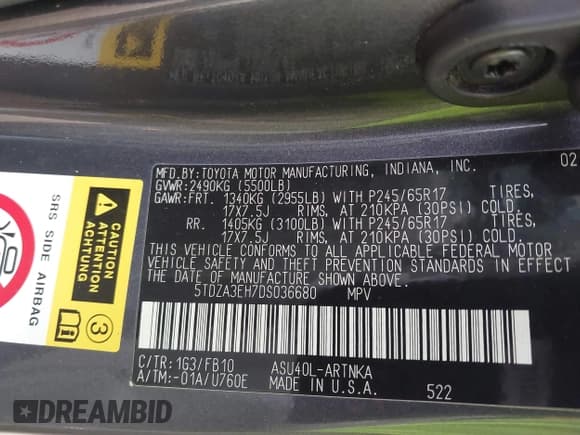 MFD. BY: TOYOTA MOTOR MANUFACTURING, INDIANA, INC. 02
GVWR: 2490KG (5500LB)
GAWR: FRT. 1340KG (2955LB) WITH P245/65R17 TIRES,
17X7.5J RIMS, AT 210KPA (30PSI) COLD.
RR. 1405KG (3100LB) WITH P245/65R17 TIRES,
17X7.5J RIMS, AT 210KPA (30PSI) COLD.
THIS VEHICLE CONFORMS TO ALL APPLICABLE FEDERAL MOTOR
VEHICLE SAFETY AND THEFT PREVENTION STANDARDS IN EFFECT
THE DATE OF MANUFACTURE SHOWN ABOVE.
5TDZA3EH7DS036680 MPV
C/TR: 1G3/FB10 ASU40L-ARTNKA
A/TM: -01A/U760E MADE IN U.S.A. 522
SRS SIDE AIRBAG
CAUTION
ATTENTION
ACHTUNG
3
DREAMBID